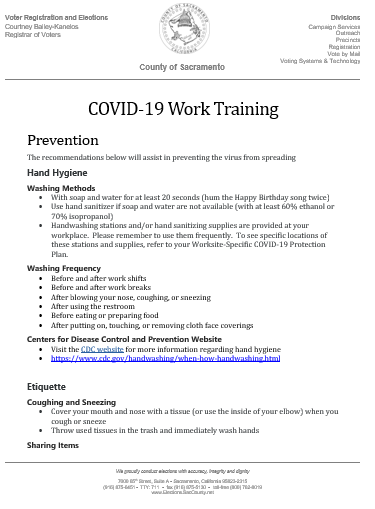 Voter Registration and Elections
Courtney Bailey-Kanelos
Registrar of Voters
Divisions
Campaign Services
Outreach
Precincts
Registration
Vote by Mail
Voting Systems & Technology
County of Sacramento
COVID-19 Work Training
Prevention
The recommendations below will assist in preventing the virus from spreading
Hand Hygiene
Washing Methods
• With soap and water for at least 20 seconds (hum the Happy Birthday song twice)
• Use hand sanitizer if soap and water are not available (with at least 60% ethanol or
70% isopropanol)
• Handwashing stations and/or hand sanitizing supplies are provided at your
workplace. Please remember to use them frequently. To see specific locations of
these stations and supplies, refer to your Worksite-Specific COVID-19 Protection
Plan.
Washing Frequency
• Before and after work shifts
• Before and after work breaks
• After blowing your nose, coughing, or sneezing
• After using the restroom
• Before eating or preparing food
• After putting on, touching, or removing cloth face coverings
Centers for Disease Control and Prevention Website
• Visit the CDC website for more information regarding hand hygiene
• https://www.cdc.gov/handwashing/when-how-handwashing.html
Etiquette
Coughing and Sneezing
• Cover your mouth and nose with a tissue (or use the inside of your elbow) when you
cough or sneeze
• Throw used tissues in the trash and immediately wash hands
Sharing Items
We proudly conduct elections with accuracy, integrity and dignity
7000 65th Street, Suite A • Sacramento, California 95823-2315
(916) 875-6451 • TTY: 711 • fax (916) 875-5130 • toll-free (800) 762-8019
www.Elections.SacCounty.net